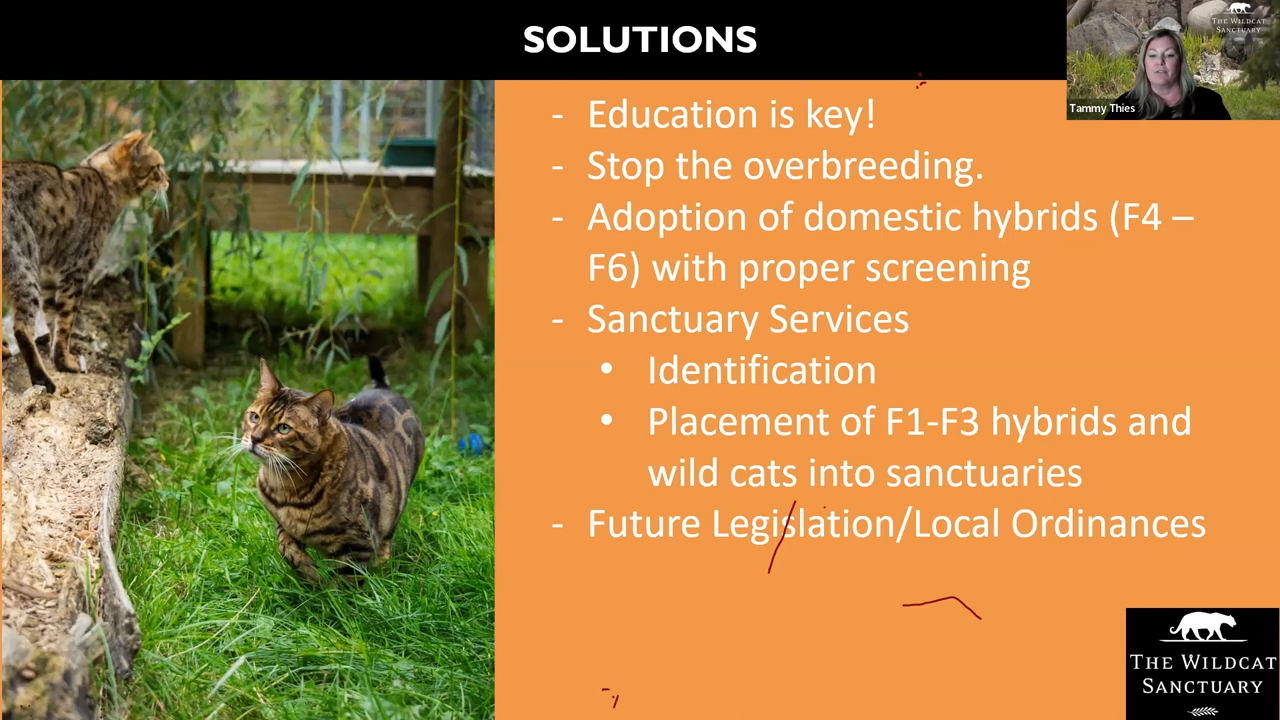 SOLUTIONS
THE WILDCAT
SANCTUARY
Tammy Thies
- Education is key!
- Stop the overbreeding.
- Adoption of domestic hybrids (F4 –
F6) with proper screening
- Sanctuary Services
• Identification
• Placement of F1-F3 hybrids and
wild cats into sanctuaries
- Future Legislation/Local Ordinances
THE WILDCAT
SANCTUARY